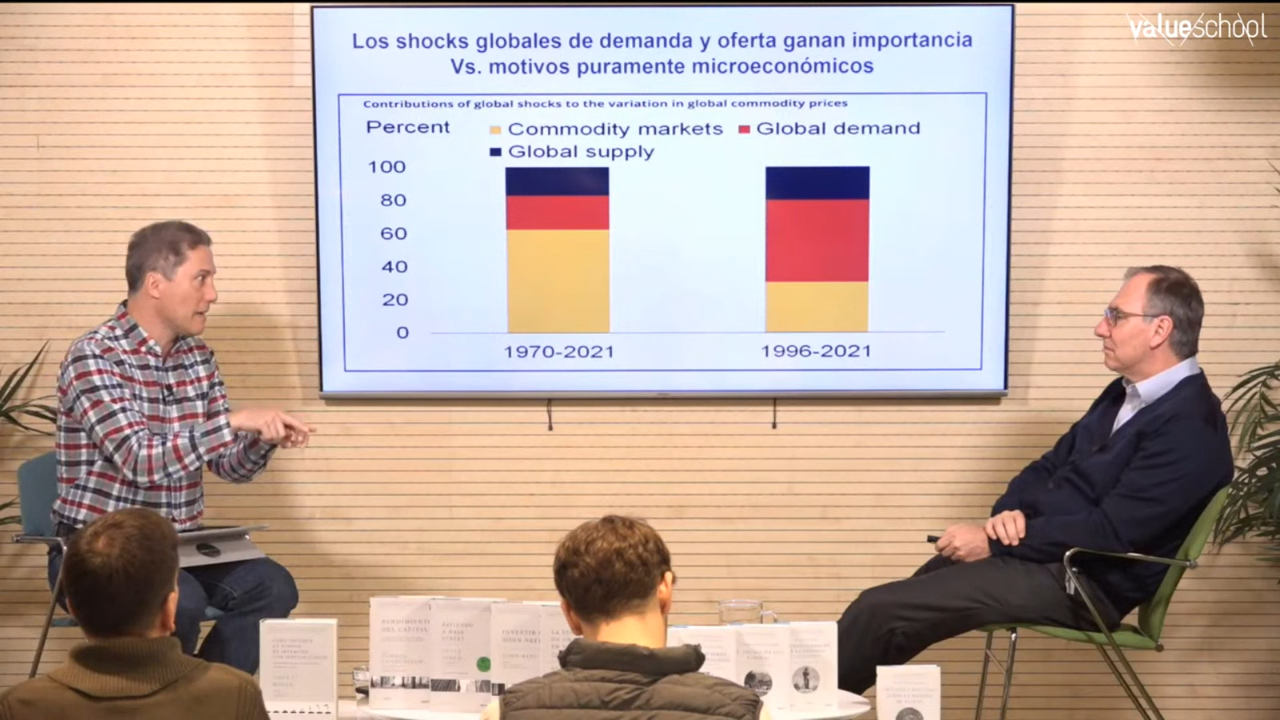 valueschool
Los shocks globales de demanda y oferta ganan importancia
Vs. motivos puramente microeconómicos
Contributions of global shocks to the variation in global commodity prices
Percent
Commodity markets
Global demand
Global supply
100
80
60
40
20
0
1970-2021
1996-2021